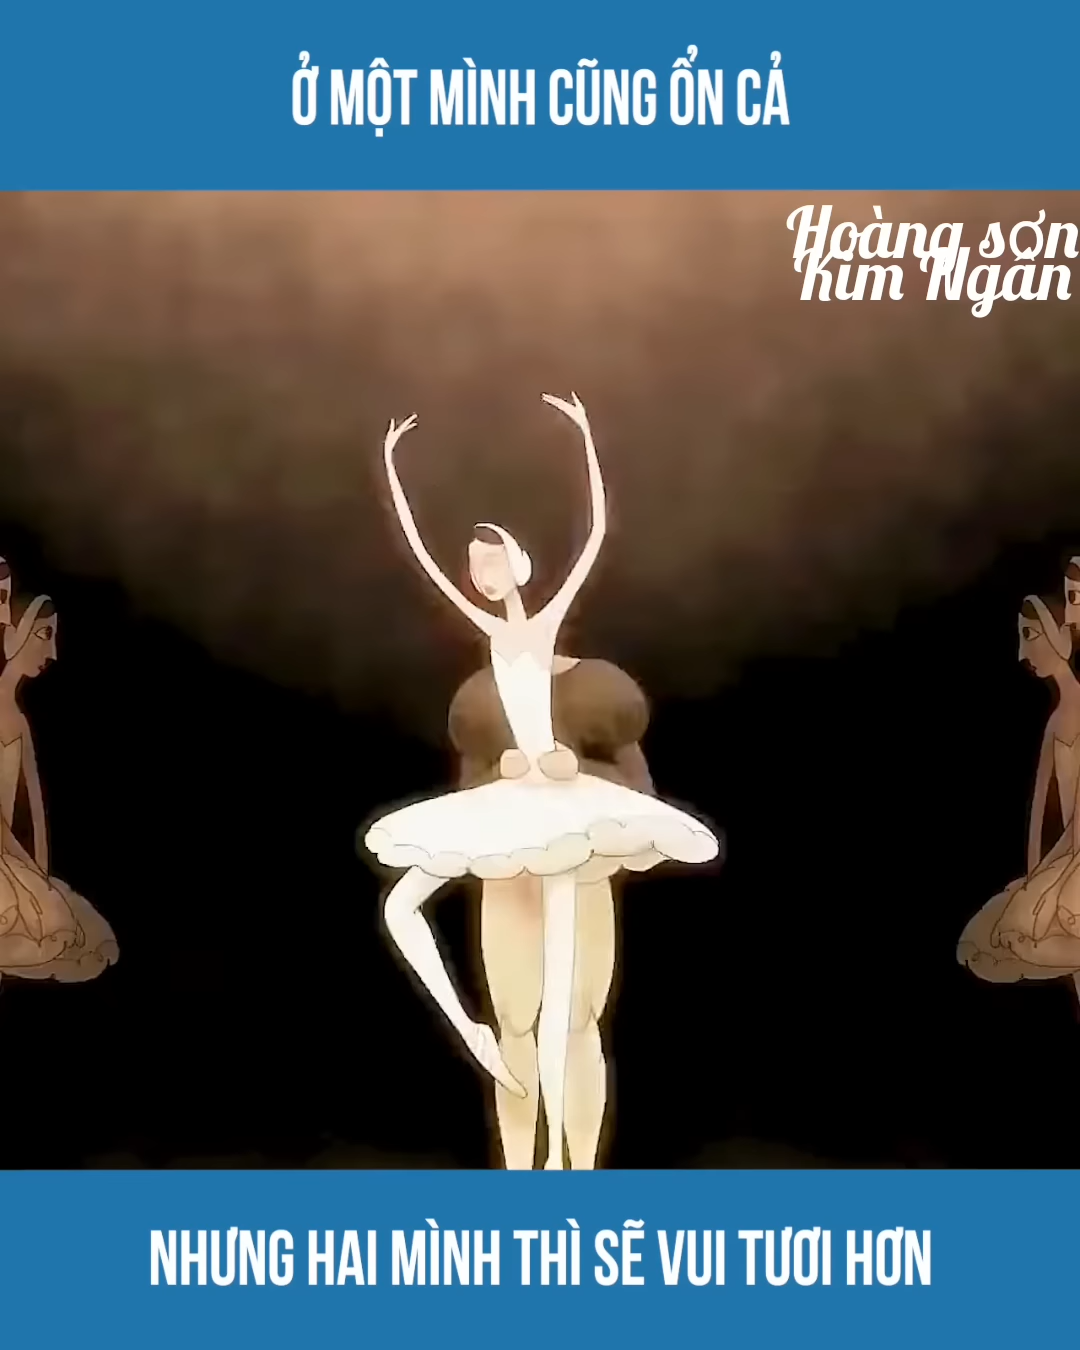 Ở MỘT MÌNH CŨNG ỔN CẢ
Hoàng sơn
Kim Ngân
NHƯNG HAI MÌNH THÌ SẼ VUI TƯƠI HƠN